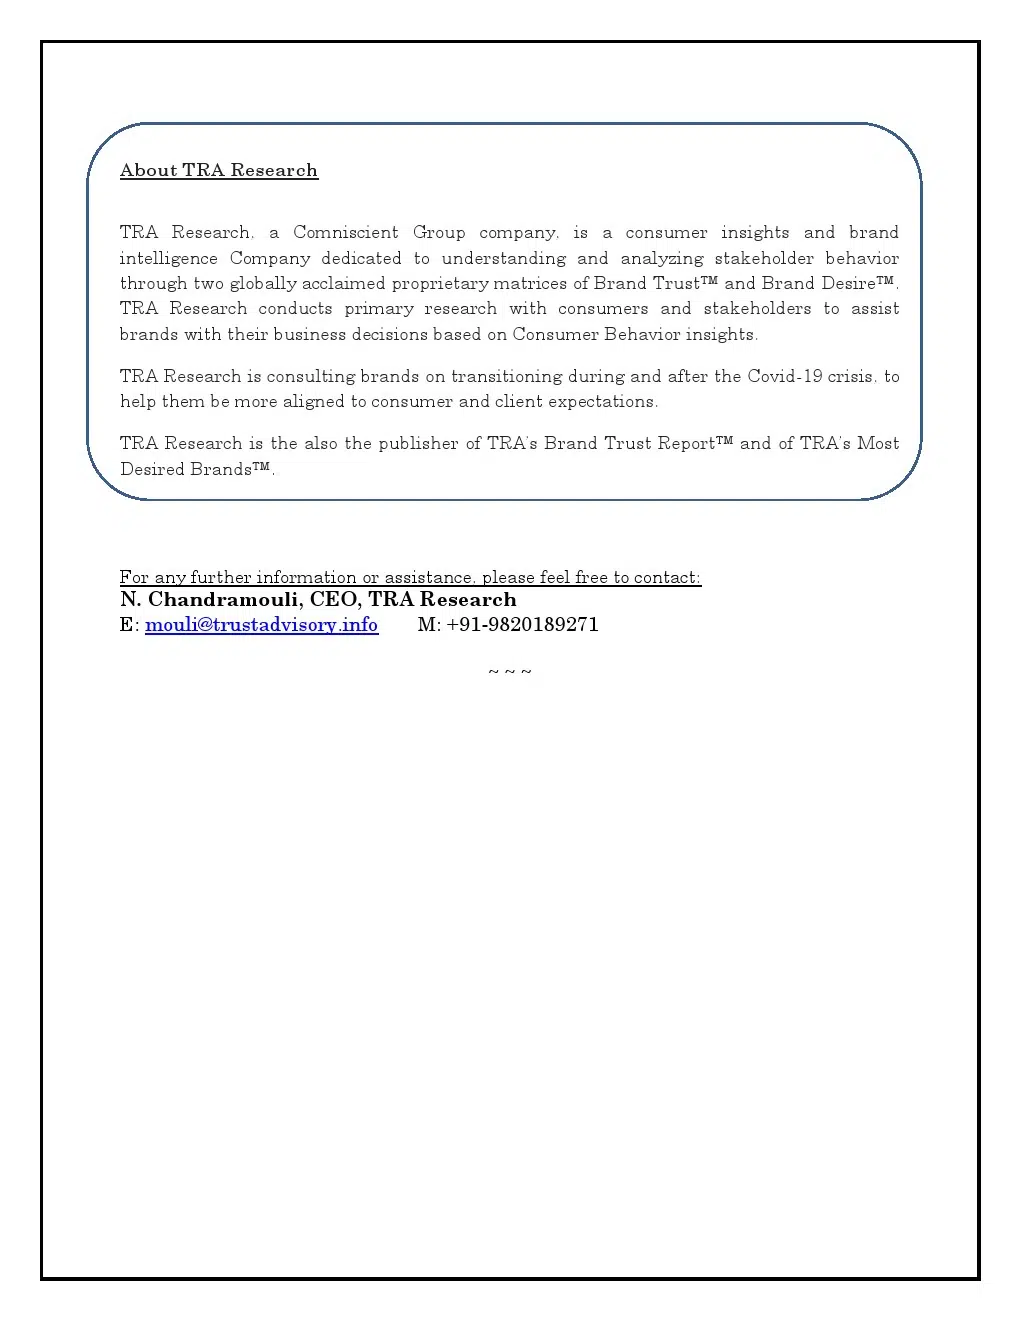 About TRA Research
TRA Research, a Comniscient Group company, is a consumer insights and brand
intelligence Company dedicated to understanding and analyzing stakeholder behavior
through two globally acclaimed proprietary matrices of Brand Trust™ and Brand Desire™.
TRA Research conducts primary research with consumers and stakeholders to assist
brands with their business decisions based on Consumer Behavior insights.
TRA Research is consulting brands on transitioning during and after the Covid-19 crisis, to
help them be more aligned to consumer and client expectations.
TRA Research is the also the publisher of TRA's Brand Trust Report™ and of TRA's Most
Desired Brands™.
For any further information or assistance, please feel free to contact:
N. Chandramouli, CEO, TRA Research
E: mouli@trustadvisory.info M: +91-9820189271
~ ~ ~